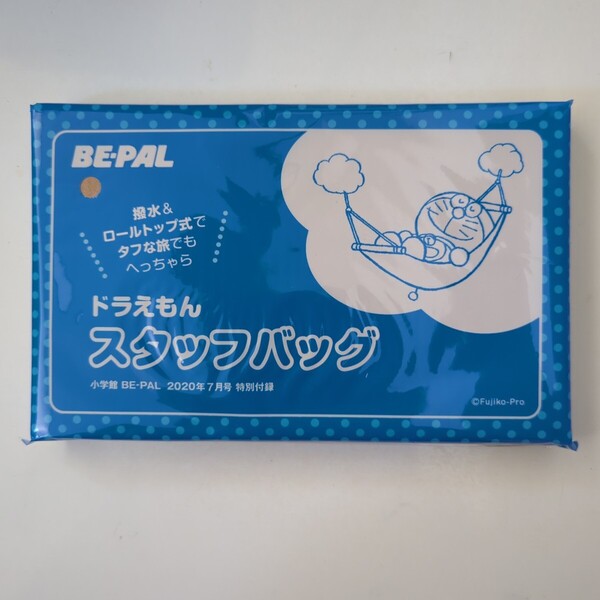 BE-PAL
撥水&
ロールトップ式で
タフな旅でも
へっちゃら
ドラえもん
スタッフバッグ
小学館 BE-PAL 2020年7月号 特別付録
©Fujiko-Pro